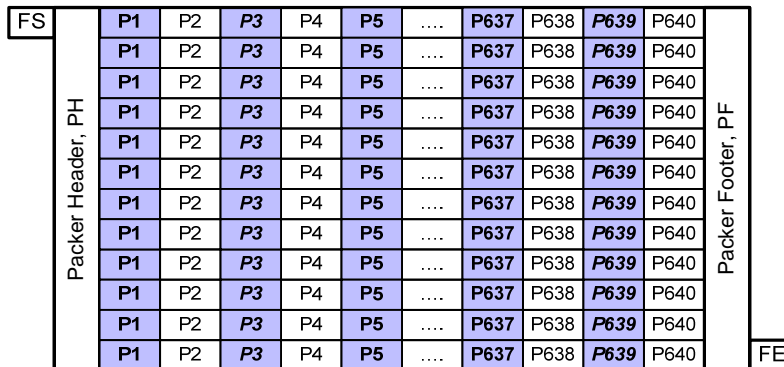 FS P1 P2 P3 P4 P5 .... P637 P638 P639 P640
P1 P2 P3 P4 P5 .... P637 P638 P639 P640
P1 P2 P3 P4 P5 .... P637 P638 P639 P640
P1 P2 P3 P4 P5 .... P637 P638 P639 P640
P1 P2 P3 P4 P5 .... P637 P638 P639 P640
P1 P2 P3 P4 P5 .... P637 P638 P639 P640
P1 P2 P3 P4 P5 .... P637 P638 P639 P640
P1 P2 P3 P4 P5 .... P637 P638 P639 P640
P1 P2 P3 P4 P5 .... P637 P638 P639 P640
P1 P2 P3 P4 P5 .... P637 P638 P639 P640
P1 P2 P3 P4 P5 .... P637 P638 P639 P640
P1 P2 P3 P4 P5 .... P637 P638 P639 P640 FE
Packer Header, PH
Packer Footer, PF